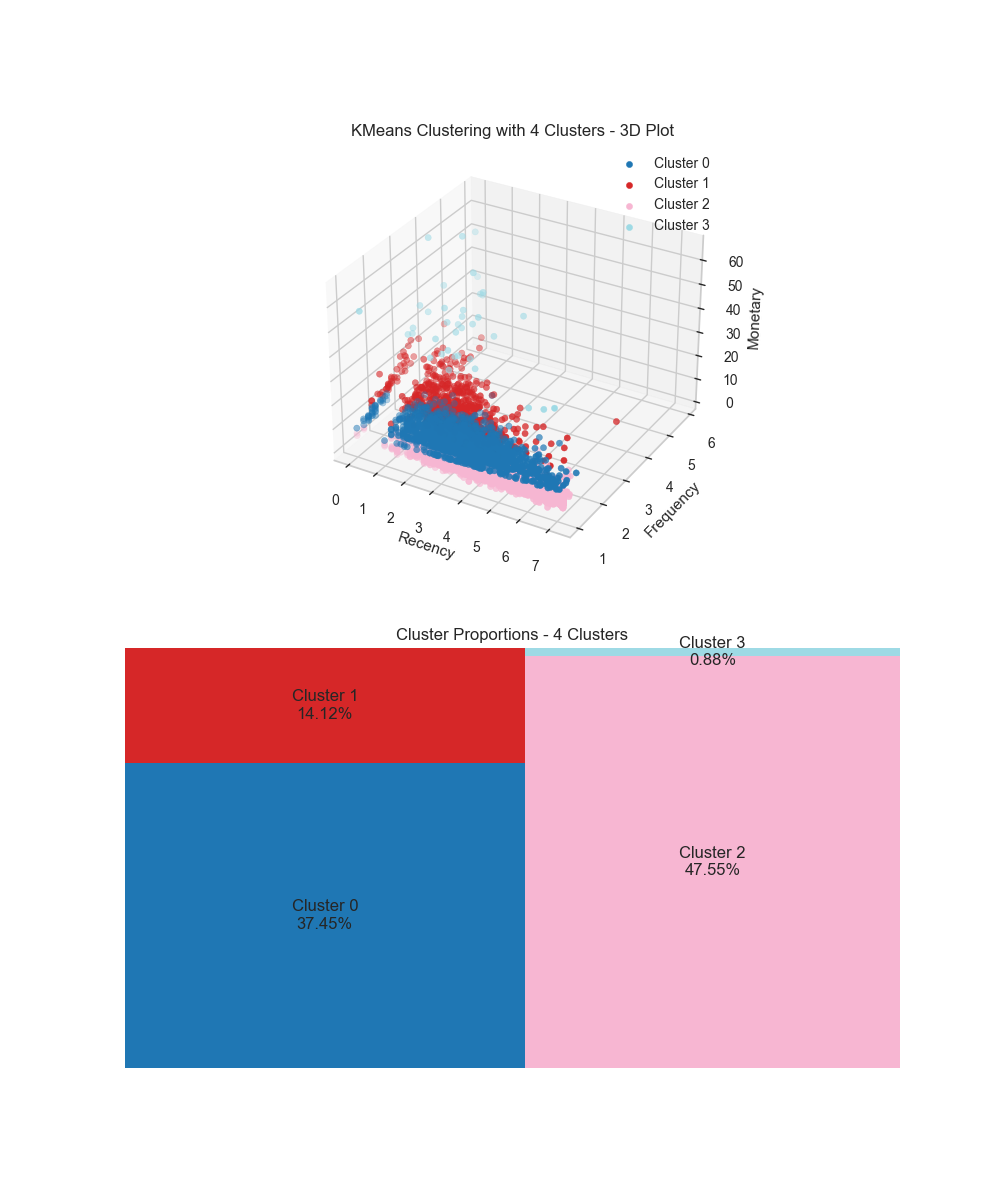 KMeans Clustering with 4 Clusters - 3D Plot
Cluster 0
Cluster 1
Cluster 2
Cluster 3
60
50
40
30
20
10
0
Monetary
6
5
4
3
2
1
Frequency
0
1
2
3
4
5
6
7
Recency
Cluster Proportions - 4 Clusters
Cluster 3
0.88%
Cluster 1
14.12%
Cluster 2
47.55%
Cluster 0
37.45%